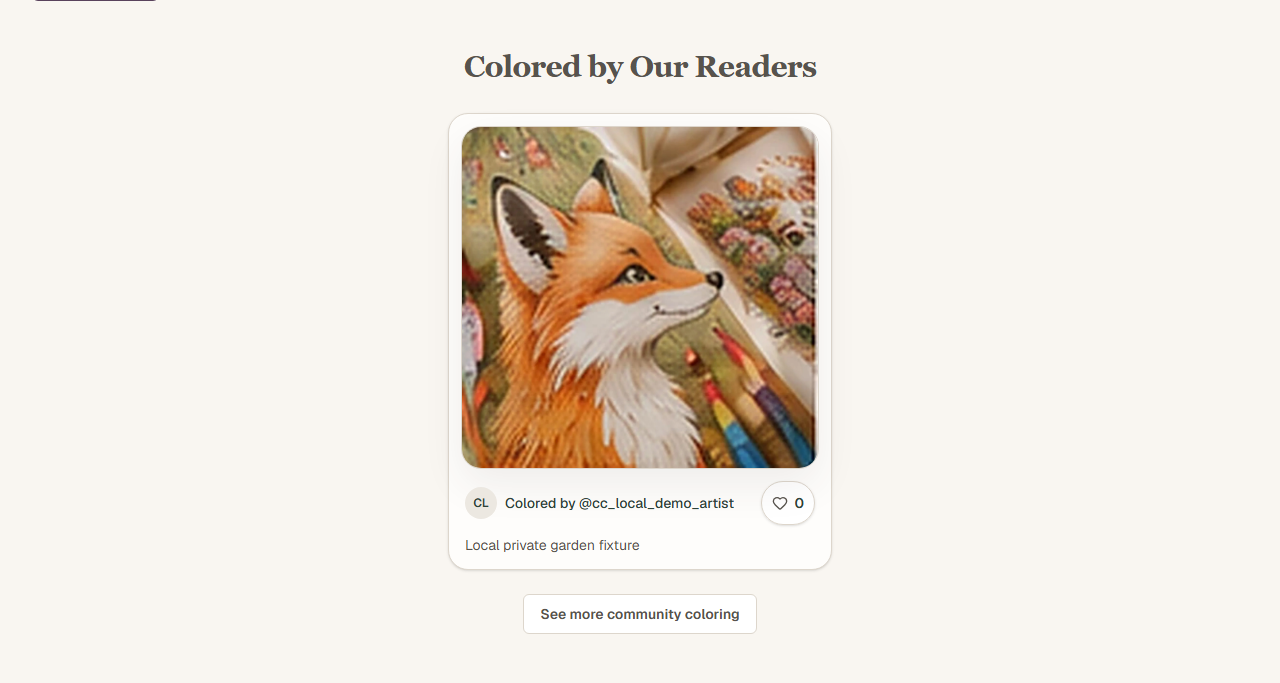 Colored by Our Readers
CL
Colored by @cc_local_demo_artist
0
Local private garden fixture
See more community coloring